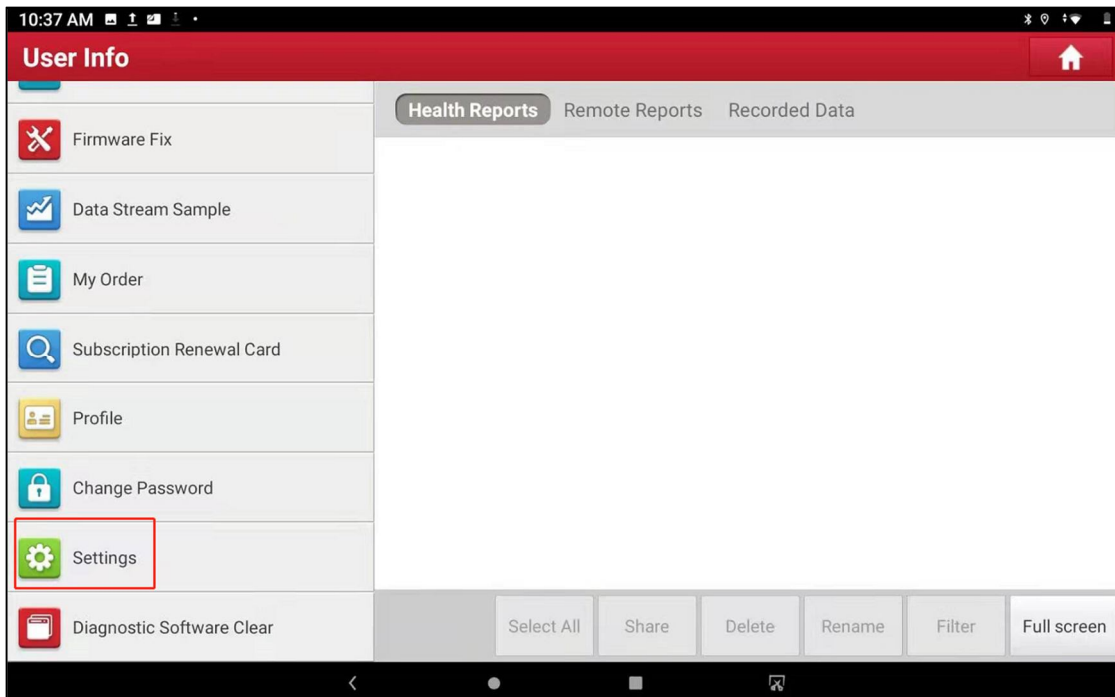 10:37 AM
User Info
Health Reports Remote Reports Recorded Data
Firmware Fix
Data Stream Sample
My Order
Subscription Renewal Card
Profile
Change Password
Settings
Diagnostic Software Clear
Select All Share Delete Rename Filter Full screen